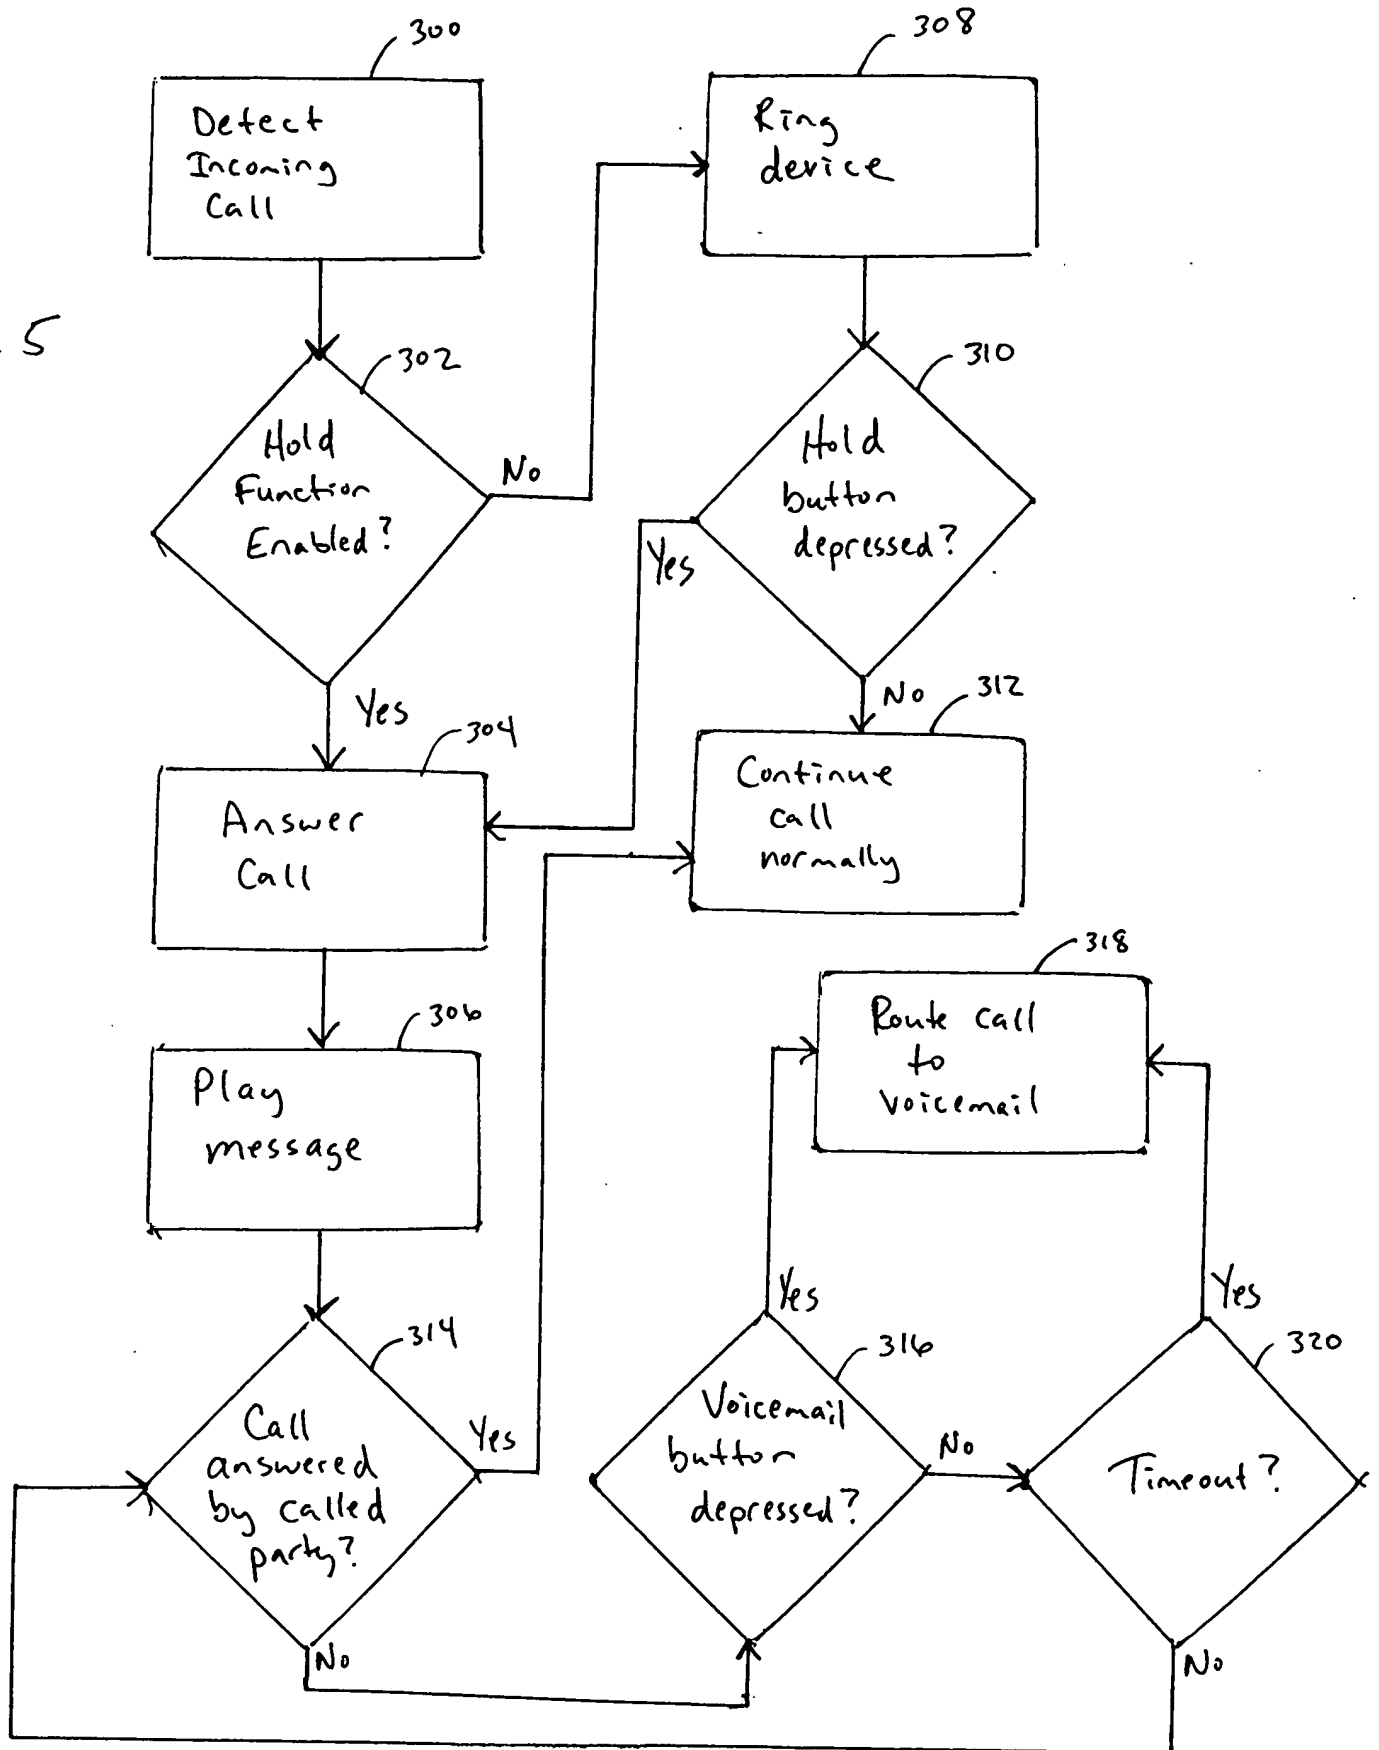 300
Detect
Incoming
Call
308
Ring
device
5
302
Hold
Function
Enabled?
No
310
Hold
button
depressed?
Yes
No
Yes
304
Answer
Call
312
Continue
call
normally
306
Play
message
318
Route call
to
voicemail
314
Call
answered
by called
party?
Yes
No
316
Voicemail
button
depressed?
Yes
No
320
Timeout?
Yes
No